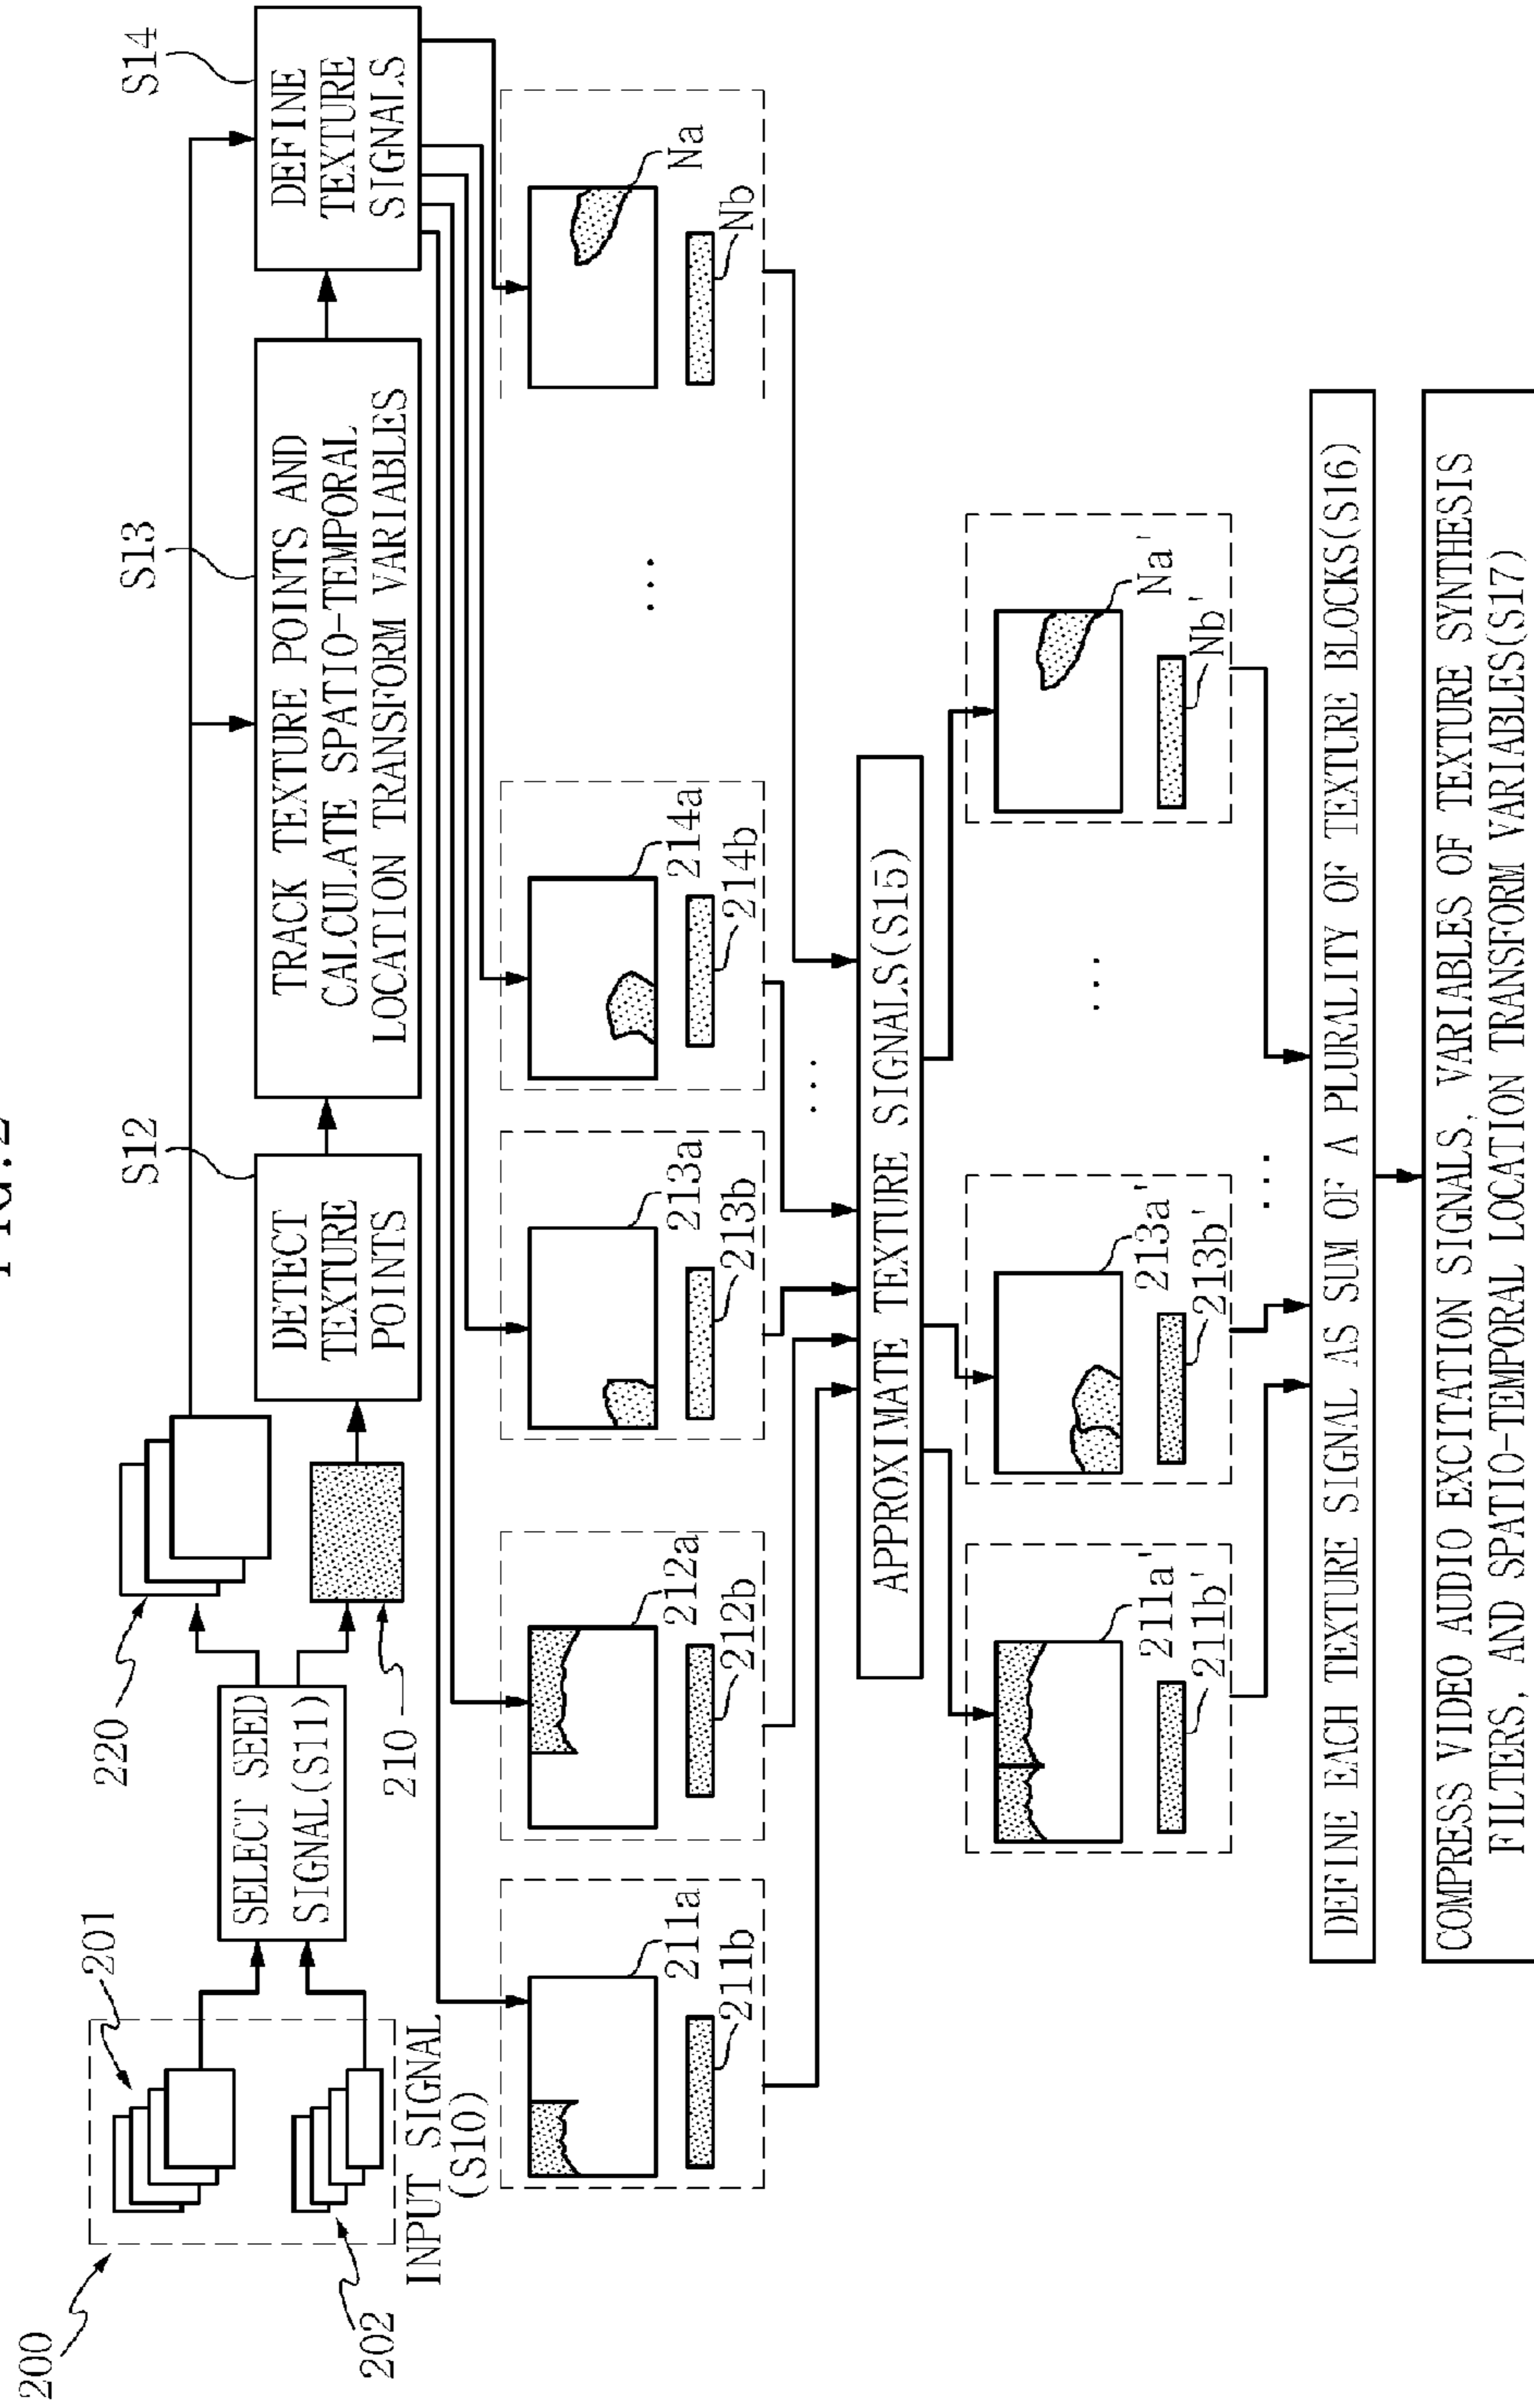 200
201
202
INPUT SIGNAL
(S10)
SELECT SEED
SIGNAL(S11)
220
210
S12
DETECT
TEXTURE
POINTS
S13
TRACK TEXTURE POINTS AND
CALCULATE SPATIO-TEMPORAL
LOCATION TRANSFORM VARIABLES
S14
DEFINE
TEXTURE
SIGNALS
211a
211b
212a
212b
213a
213b
214a
214b
...
Na
Nb
...
APPROXIMATE TEXTURE SIGNALS(S15)
211a'
211b'
213a'
213b'
...
Na'
Nb'
...
DEFINE EACH TEXTURE SIGNAL AS SUM OF A PLURALITY OF TEXTURE BLOCKS(S16)
COMPRESS VIDEO AUDIO EXCITATION SIGNALS, VARIABLES OF TEXTURE SYNTHESIS
FILTERS, AND SPATIO-TEMPORAL LOCATION TRANSFORM VARIABLES(S17)